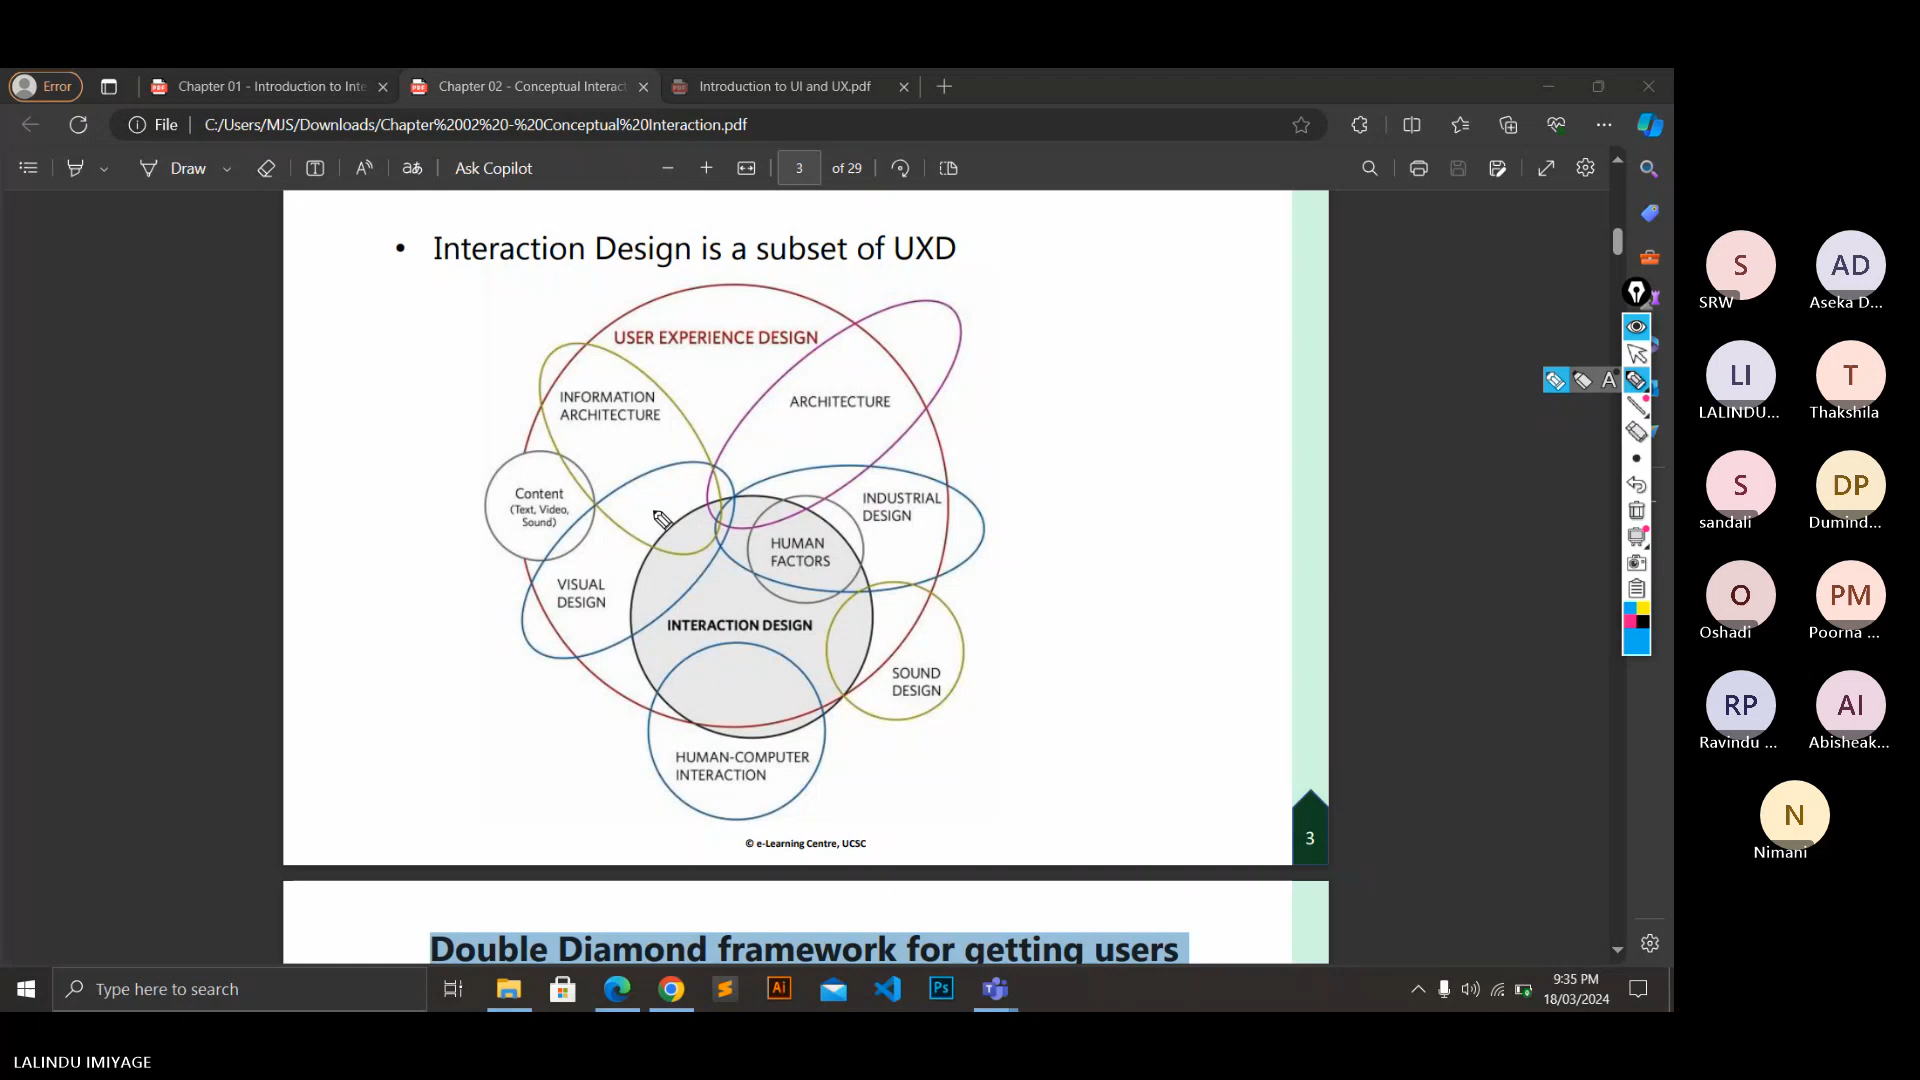 Error
Chapter 01 - Introduction to Inte
Chapter 02 - Conceptual Interact
Introduction to UI and UX.pdf
File
C:/Users/MJS/Downloads/Chapter%2002%20-%20Conceptual%20Interaction.pdf
Draw
Ask Copilot
3
of 29
• Interaction Design is a subset of UXD
USER EXPERIENCE DESIGN
INFORMATION
ARCHITECTURE
ARCHITECTURE
Content
(Text, Video,
Sound)
INDUSTRIAL
DESIGN
HUMAN
FACTORS
VISUAL
DESIGN
INTERACTION DESIGN
SOUND
DESIGN
HUMAN-COMPUTER
INTERACTION
© e-Learning Centre, UCSC
3
Double Diamond framework for getting users
A
S
SRW
AD
Aseka D...
LI
LALINDU...
T
Thakshila
S
sandali
DP
Dumind...
O
Oshadi
PM
Poorna ...
RP
Ravindu ...
AI
Abisheak...
N
Nimani
Type here to search
Ai
Ps
9:35 PM
18/03/2024
LALINDU IMIYAGE